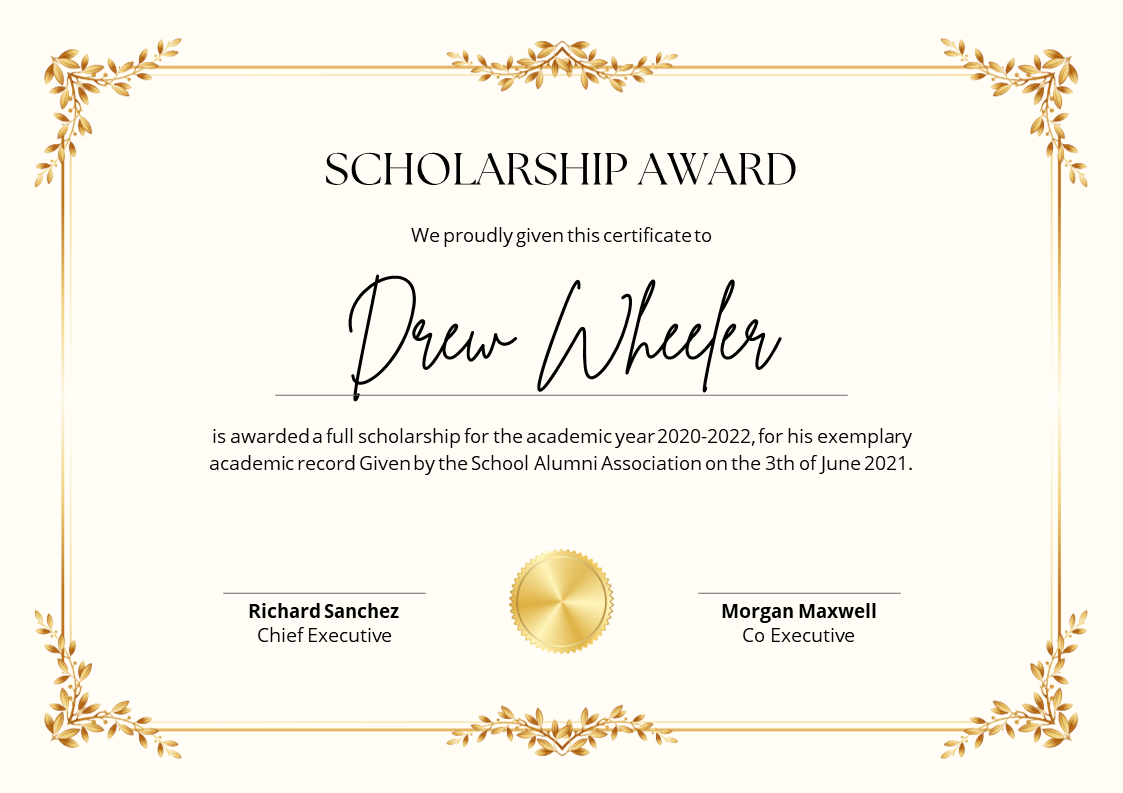 SCHOLARSHIP AWARD
We proudly given this certificate to
Drew Wheeler
is awarded a full scholarship for the academic year 2020-2022, for his exemplary
academic record Given by the School Alumni Association on the 3th of June 2021.
Richard Sanchez
Chief Executive
Morgan Maxwell
Co Executive